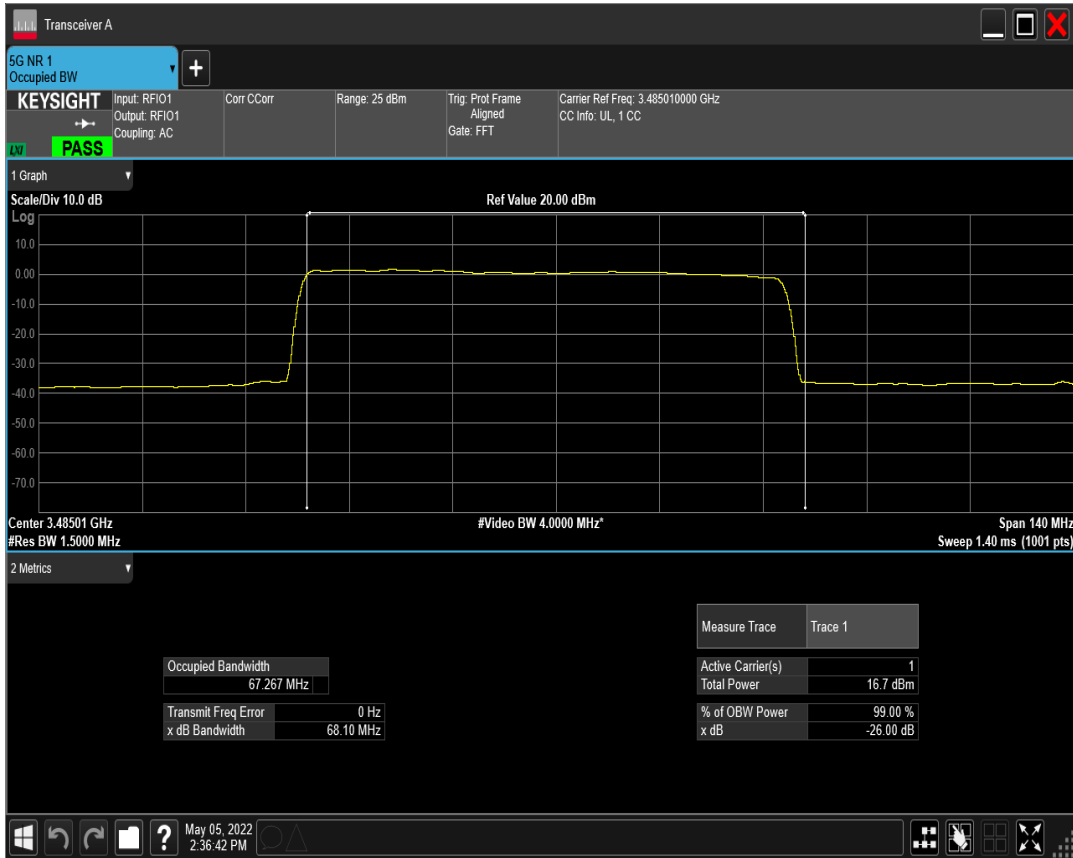 Transceiver A
5G NR 1
Occupied BW
KEYSIGHT
LXI
PASS
Input: RFIO1
Output: RFIO1
Coupling: AC
Corr CCorr
Range: 25 dBm
Trig: Prot Frame
Aligned
Gate: FFT
Carrier Ref Freq: 3.485010000 GHz
CC Info: UL, 1 CC
1 Graph
Scale/Div 10.0 dB
Ref Value 20.00 dBm
Log
10.0
0.00
-10.0
-20.0
-30.0
-40.0
-50.0
-60.0
-70.0
Center 3.48501 GHz
#Video BW 4.0000 MHz*
Span 140 MHz
#Res BW 1.5000 MHz
Sweep 1.40 ms (1001 pts)
2 Metrics
Measure Trace Trace 1
Occupied Bandwidth
67.267 MHz
Active Carrier(s) 1
Total Power 16.7 dBm
Transmit Freq Error 0 Hz
x dB Bandwidth 68.10 MHz
% of OBW Power 99.00 %
x dB -26.00 dB
?
May 05, 2022
2:36:42 PM